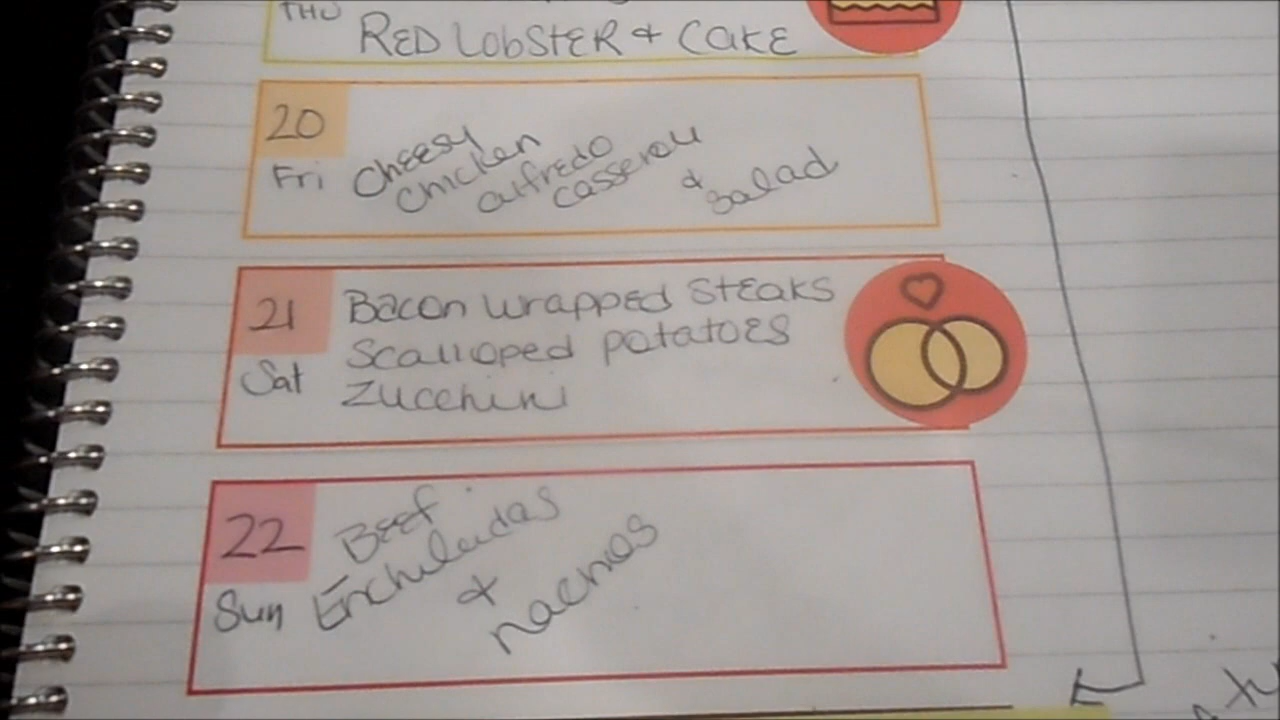 THU
RED LOBSTER & CAKE
20
Fri
Cheesy
chicken
alfredo
casserole
& salad
21
Sat
Bacon wrapped steaks
Scalloped potatoes
Zucchini
22
Sun
Beef
Enchiladas
&
nachos